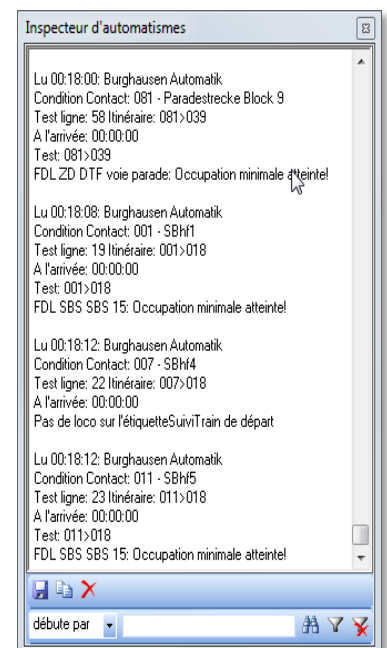 Inspecteur d'automatismes
Lu 00:18:00: Burghausen Automatik
Condition Contact: 081 - Paradestrecke Block 9
Test ligne: 58 Itinéraire: 081>039
A l'arrivée: 00:00:00
Test: 081>039
FDL ZD DTF voie parade: Occupation minimale atteinte!
Lu 00:18:08: Burghausen Automatik
Condition Contact: 001 - SBhf1
Test ligne: 19 Itinéraire: 001>018
A l'arrivée: 00:00:00
Test: 001>018
FDL SBS SBS 15: Occupation minimale atteinte!
Lu 00:18:12: Burghausen Automatik
Condition Contact: 007 - SBhf4
Test ligne: 22 Itinéraire: 007>018
A l'arrivée: 00:00:00
Pas de loco sur l'étiquetteSuiviTrain de départ
Lu 00:18:12: Burghausen Automatik
Condition Contact: 011 - SBhf5
Test ligne: 23 Itinéraire: 011>018
A l'arrivée: 00:00:00
Test: 011>018
FDL SBS SBS 15: Occupation minimale atteinte!
débute par